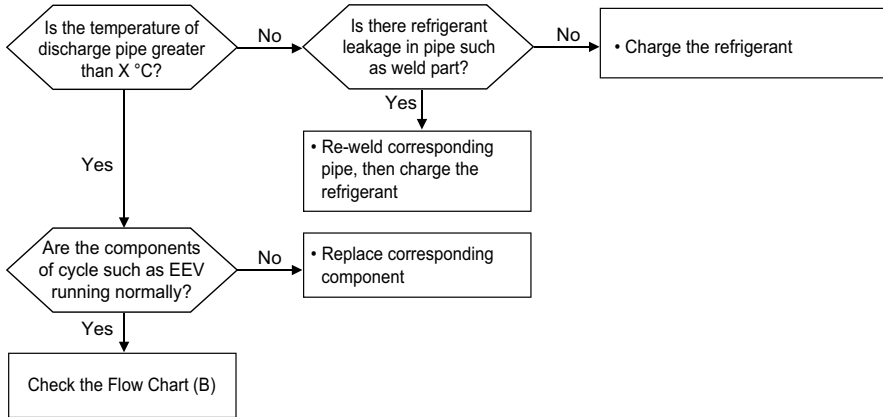 Is the temperature of
discharge pipe greater
than X °C?
No
Is there refrigerant
leakage in pipe such
as weld part?
No
• Charge the refrigerant
Yes
• Re-weld corresponding
pipe, then charge the
refrigerant
Yes
Are the components
of cycle such as EEV
running normally?
No
• Replace corresponding
component
Yes
Check the Flow Chart (B)